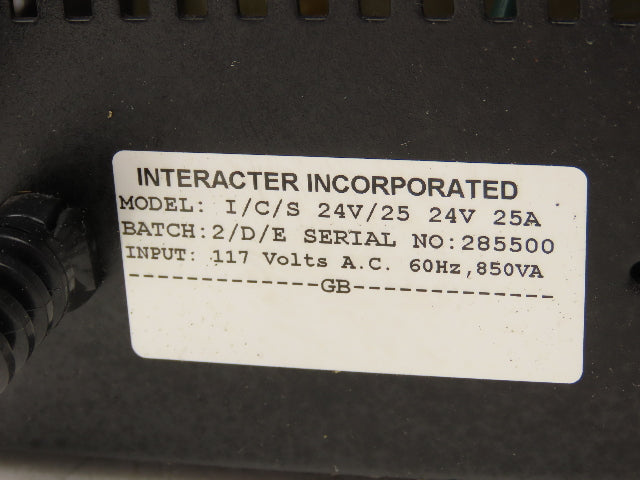 INTERACTER INCORPORATED
MODEL: I/C/S 24V/25 24V 25A
BATCH:2/D/E SERIAL NO:285500
INPUT: 117 Volts A.C. 60Hz,850VA
-------------GB-------------